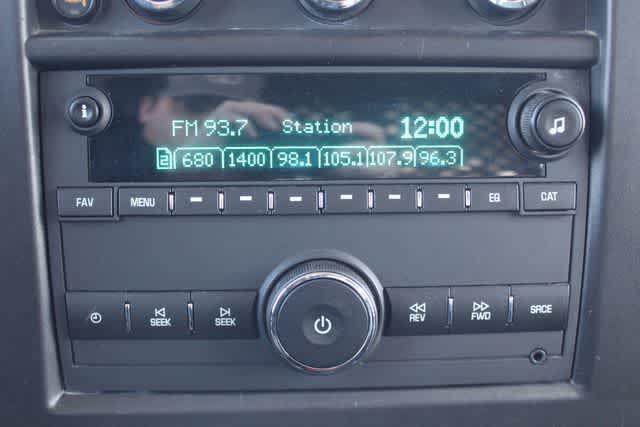 FM 93.7 Station 12:00
2 680 1400 98.1 105.1 107.9 96.3
FAV MENU EQ CAT
SEEK SEEK REV FWD SRCE